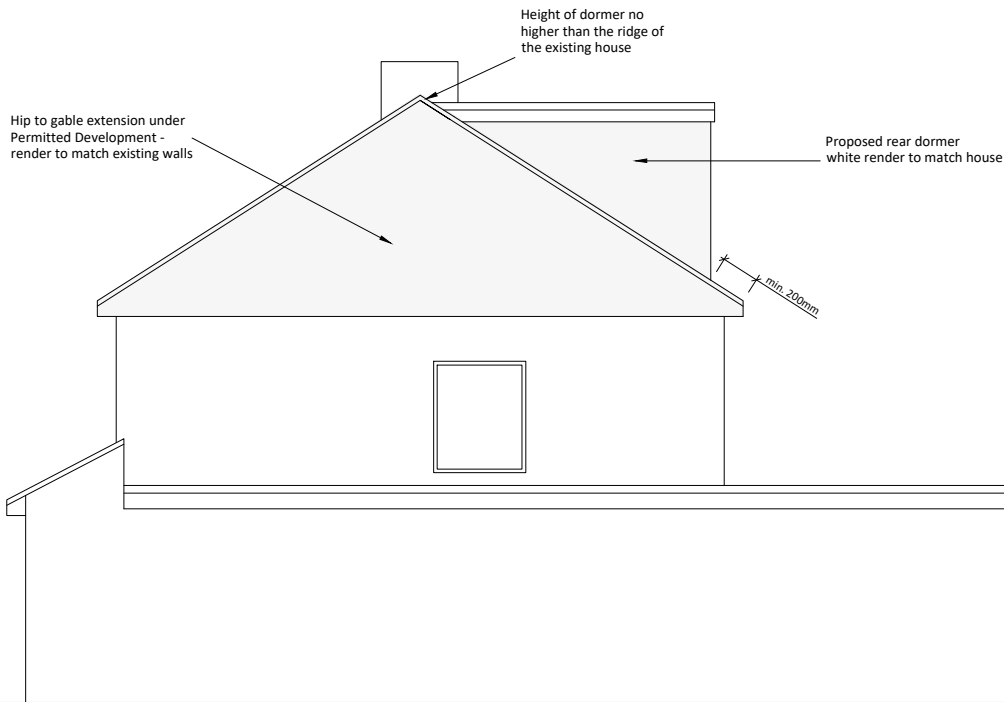 Height of dormer no
higher than the ridge of
the existing house
Hip to gable extension under
Permitted Development -
render to match existing walls
Proposed rear dormer
white render to match house
min. 200mm